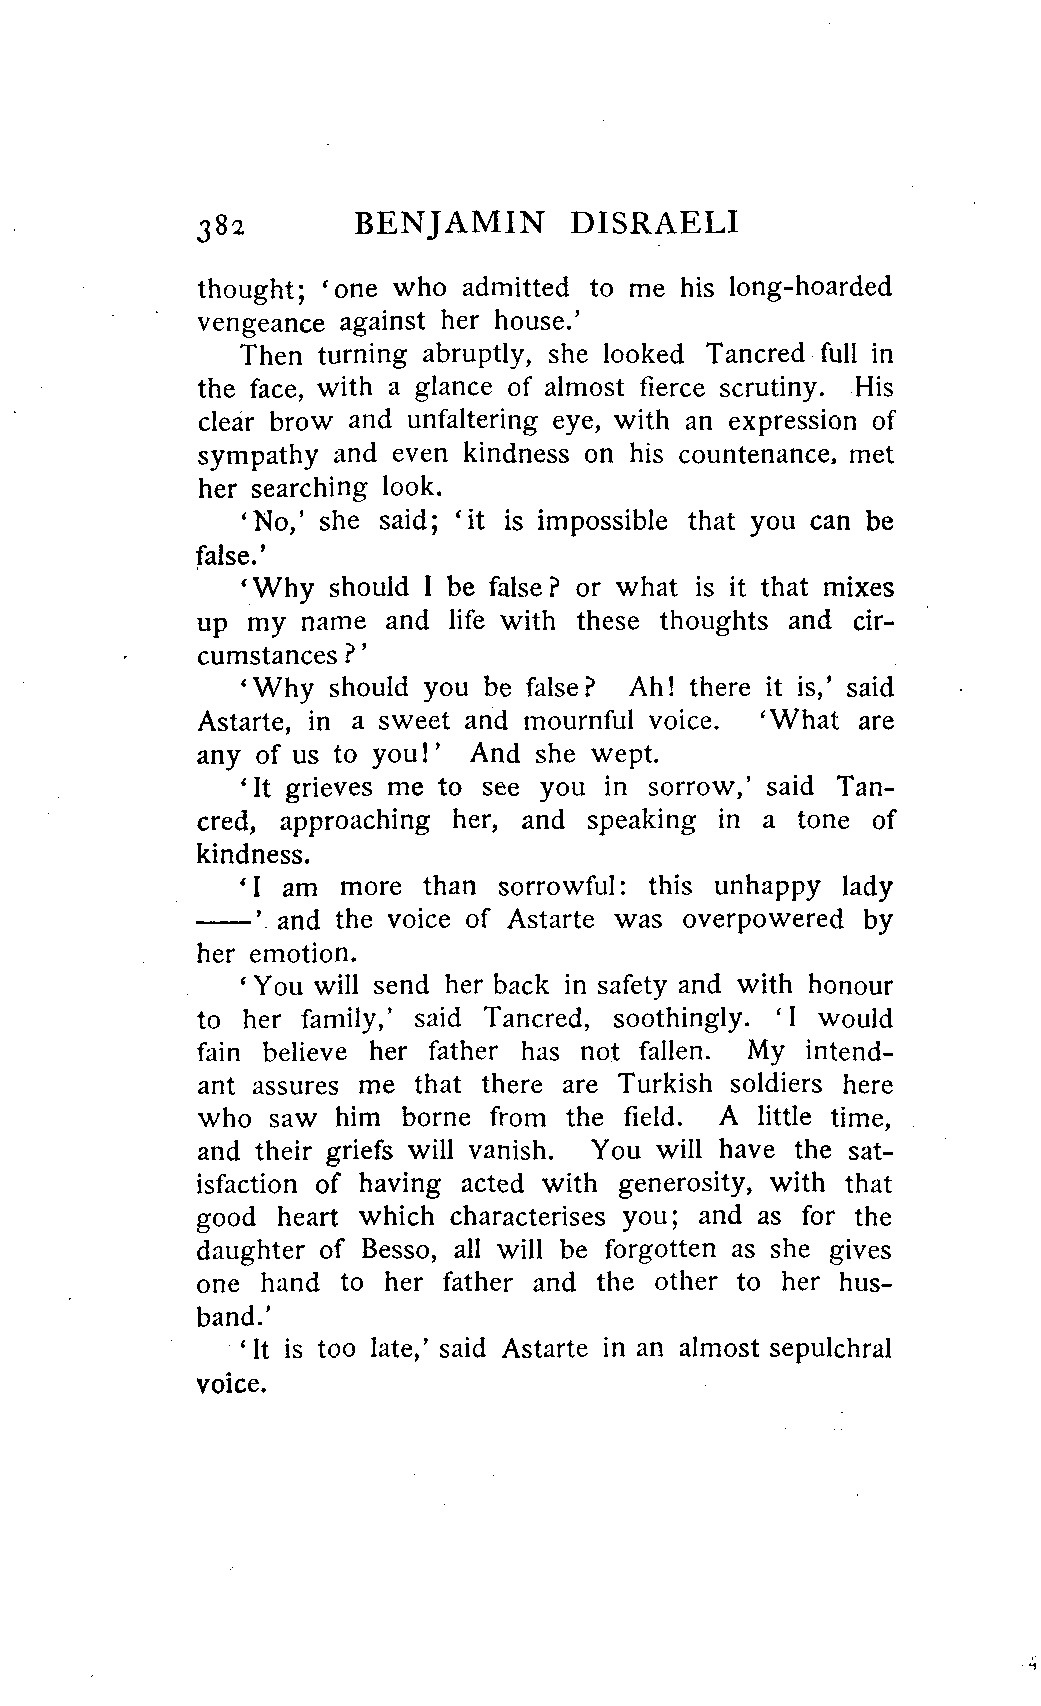 382 BENJAMIN DISRAELI
thought; ‘one who admitted to me his long-hoarded
vengeance against her house.’
Then turning abruptly, she looked Tancred full in
the face, with a glance of almost fierce scrutiny. His
clear brow and unfaltering eye, with an expression of
sympathy and even kindness on his countenance, met
her searching look.
‘No,’ she said; ‘it is impossible that you can be
false.’
‘Why should I be false? or what is it that mixes
up my name and life with these thoughts and cir-
cumstances?’
‘Why should you be false? Ah! there it is,’ said
Astarte, in a sweet and mournful voice. ‘What are
any of us to you!’ And she wept.
‘It grieves me to see you in sorrow,’ said Tan-
cred, approaching her, and speaking in a tone of
kindness.
‘I am more than sorrowful: this unhappy lady
——’ and the voice of Astarte was overpowered by
her emotion.
‘You will send her back in safety and with honour
to her family,’ said Tancred, soothingly. ‘I would
fain believe her father has not fallen. My intend-
ant assures me that there are Turkish soldiers here
who saw him borne from the field. A little time,
and their griefs will vanish. You will have the sat-
isfaction of having acted with generosity, with that
good heart which characterises you; and as for the
daughter of Besso, all will be forgotten as she gives
one hand to her father and the other to her hus-
band.’
‘It is too late,’ said Astarte in an almost sepulchral
voice.